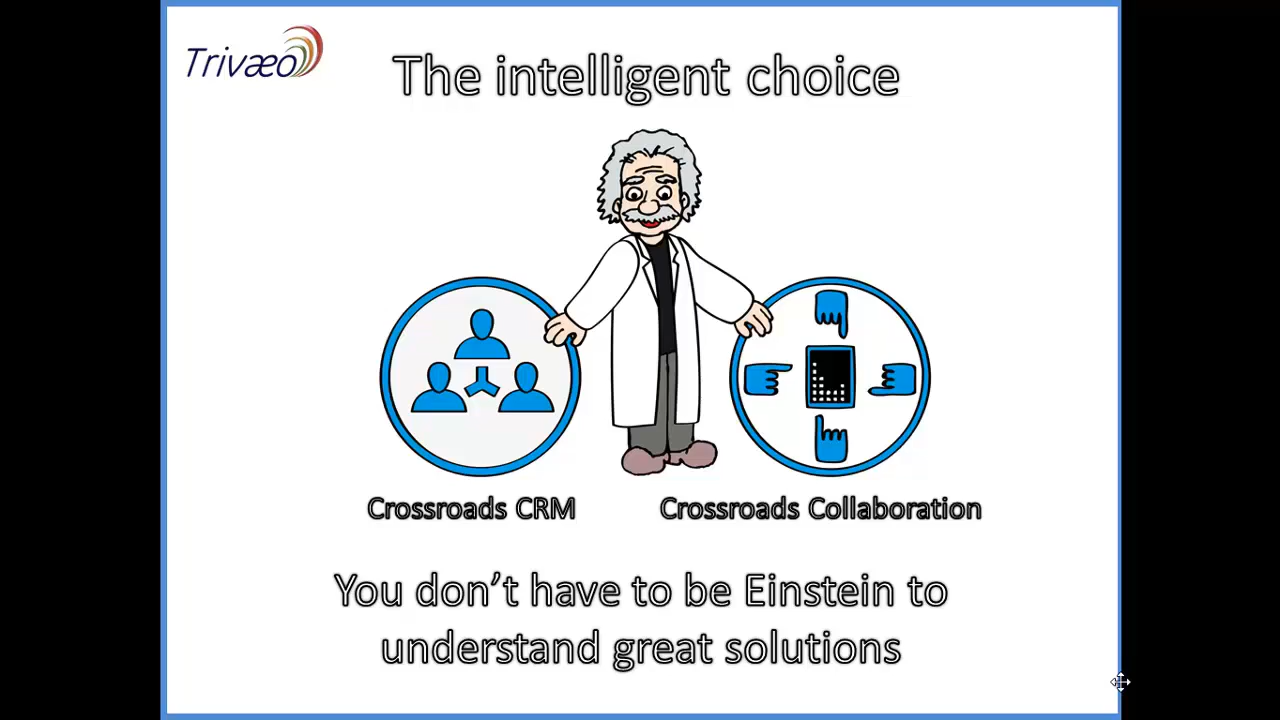 Trivæo
The intelligent choice
Crossroads CRM
Crossroads Collaboration
You don’t have to be Einstein to
understand great solutions